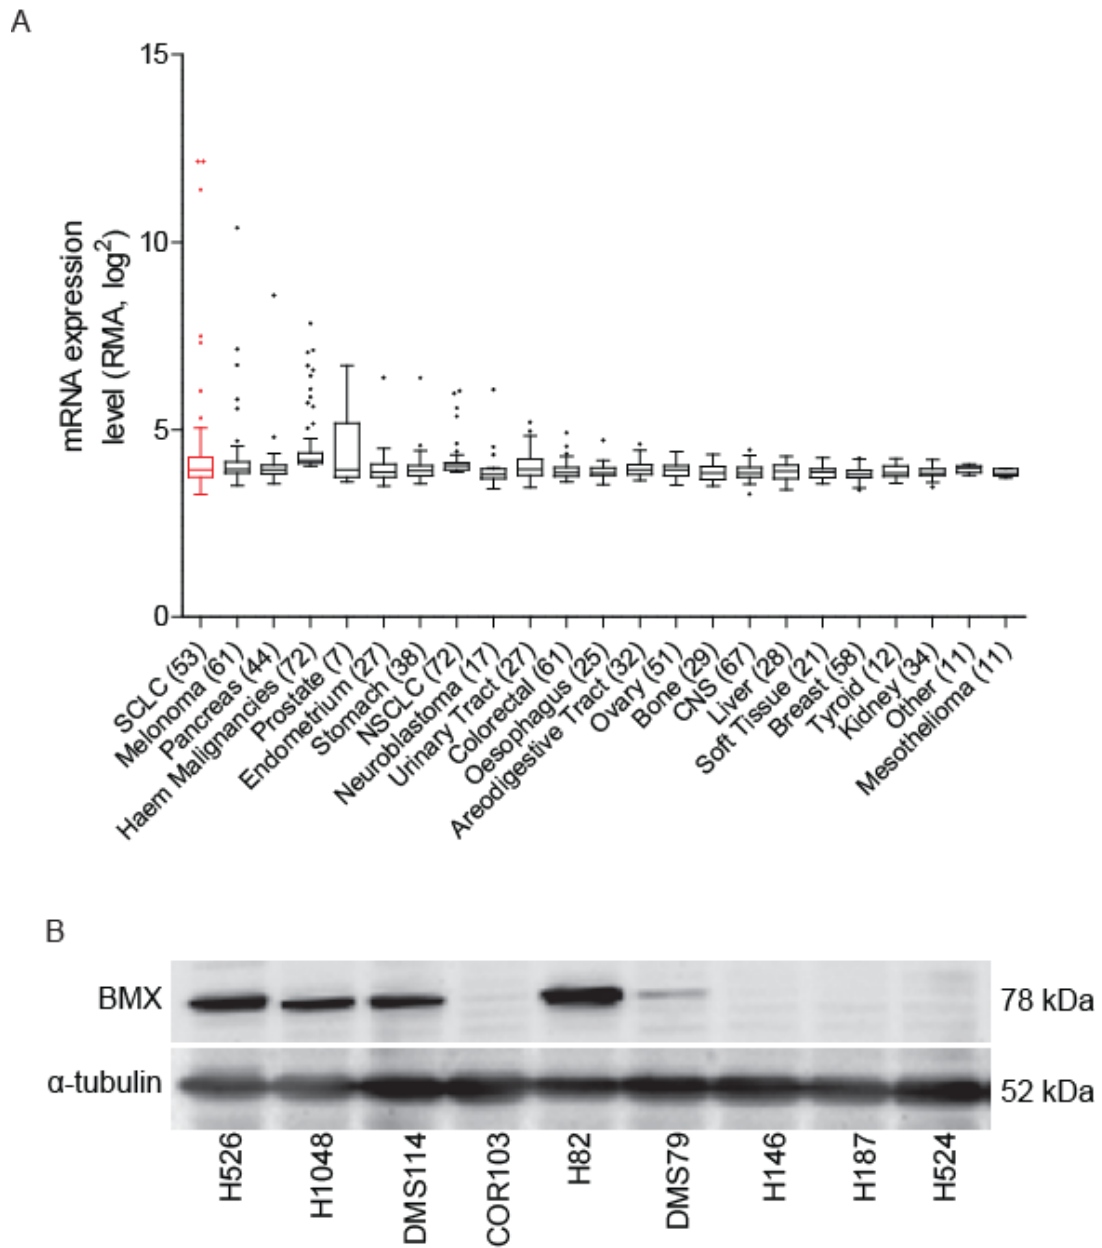 A
15
10
5
0
mRNA expression
level (RMA, log²)
SCLC (53)
Melonoma (61)
Pancreas (44)
Haem Malignancies (72)
Prostate (7)
Endometrium (27)
Stomach (38)
NSCLC (72)
Neuroblastoma (17)
Urinary Tract (27)
Colorectal (61)
Oesophagus (25)
Areodigestive Tract (32)
Ovary (51)
Bone (29)
CNS (67)
Liver (28)
Soft Tissue (21)
Breast (58)
Tyroid (12)
Kidney (34)
Other (11)
Mesothelioma (11)
B
BMX
78 kDa
α-tubulin
52 kDa
H526
H1048
DMS114
COR103
H82
DMS79
H146
H187
H524